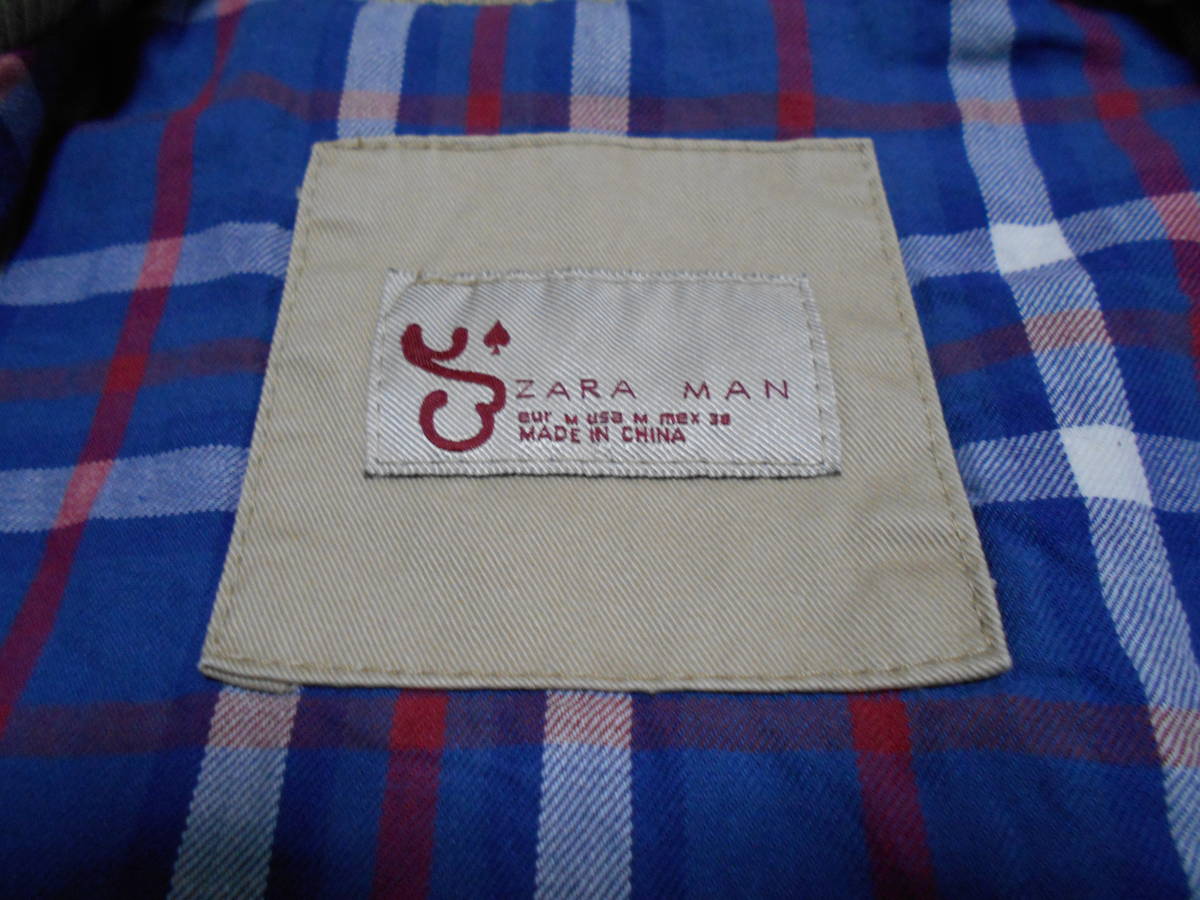 ZARA MAN
eur M usa M mex 38
MADE IN CHINA